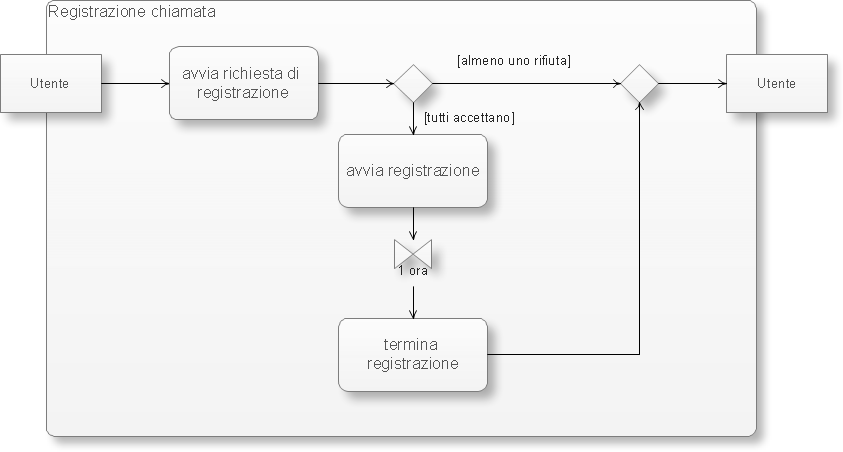 Registrazione chiamata
Utente
avvia richiesta di
registrazione
[almeno uno rifiuta]
Utente
[tutti accettano]
avvia registrazione
1 ora
termina
registrazione